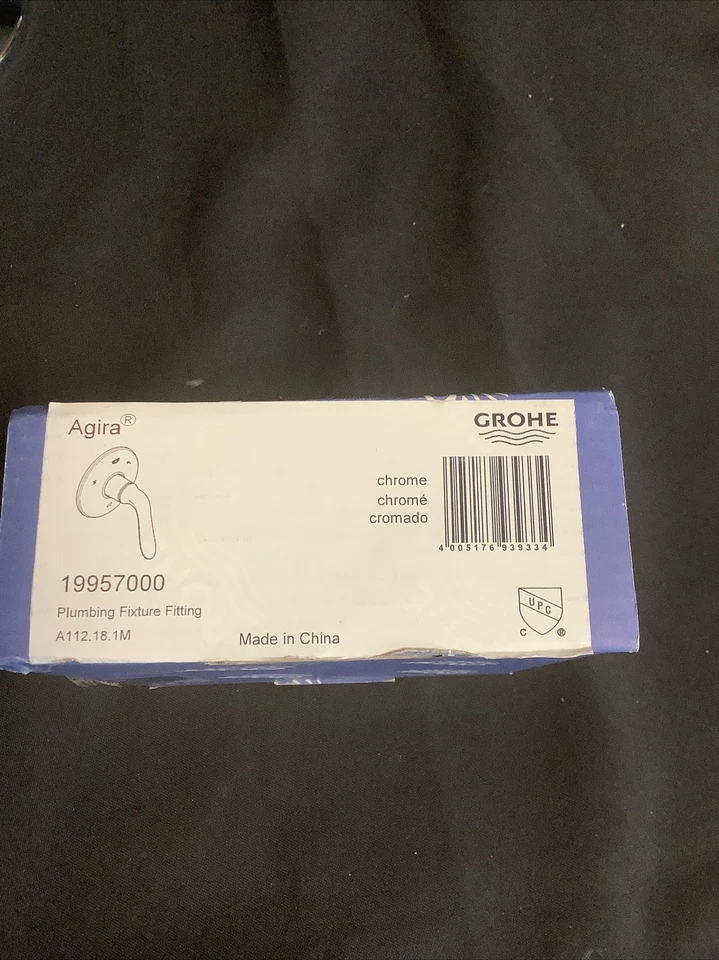 Agira®
GROHE
chrome
chromé
cromado
4 005176 939334
19957000
Plumbing Fixture Fitting
A112.18.1M
Made in China
UPC
C ®